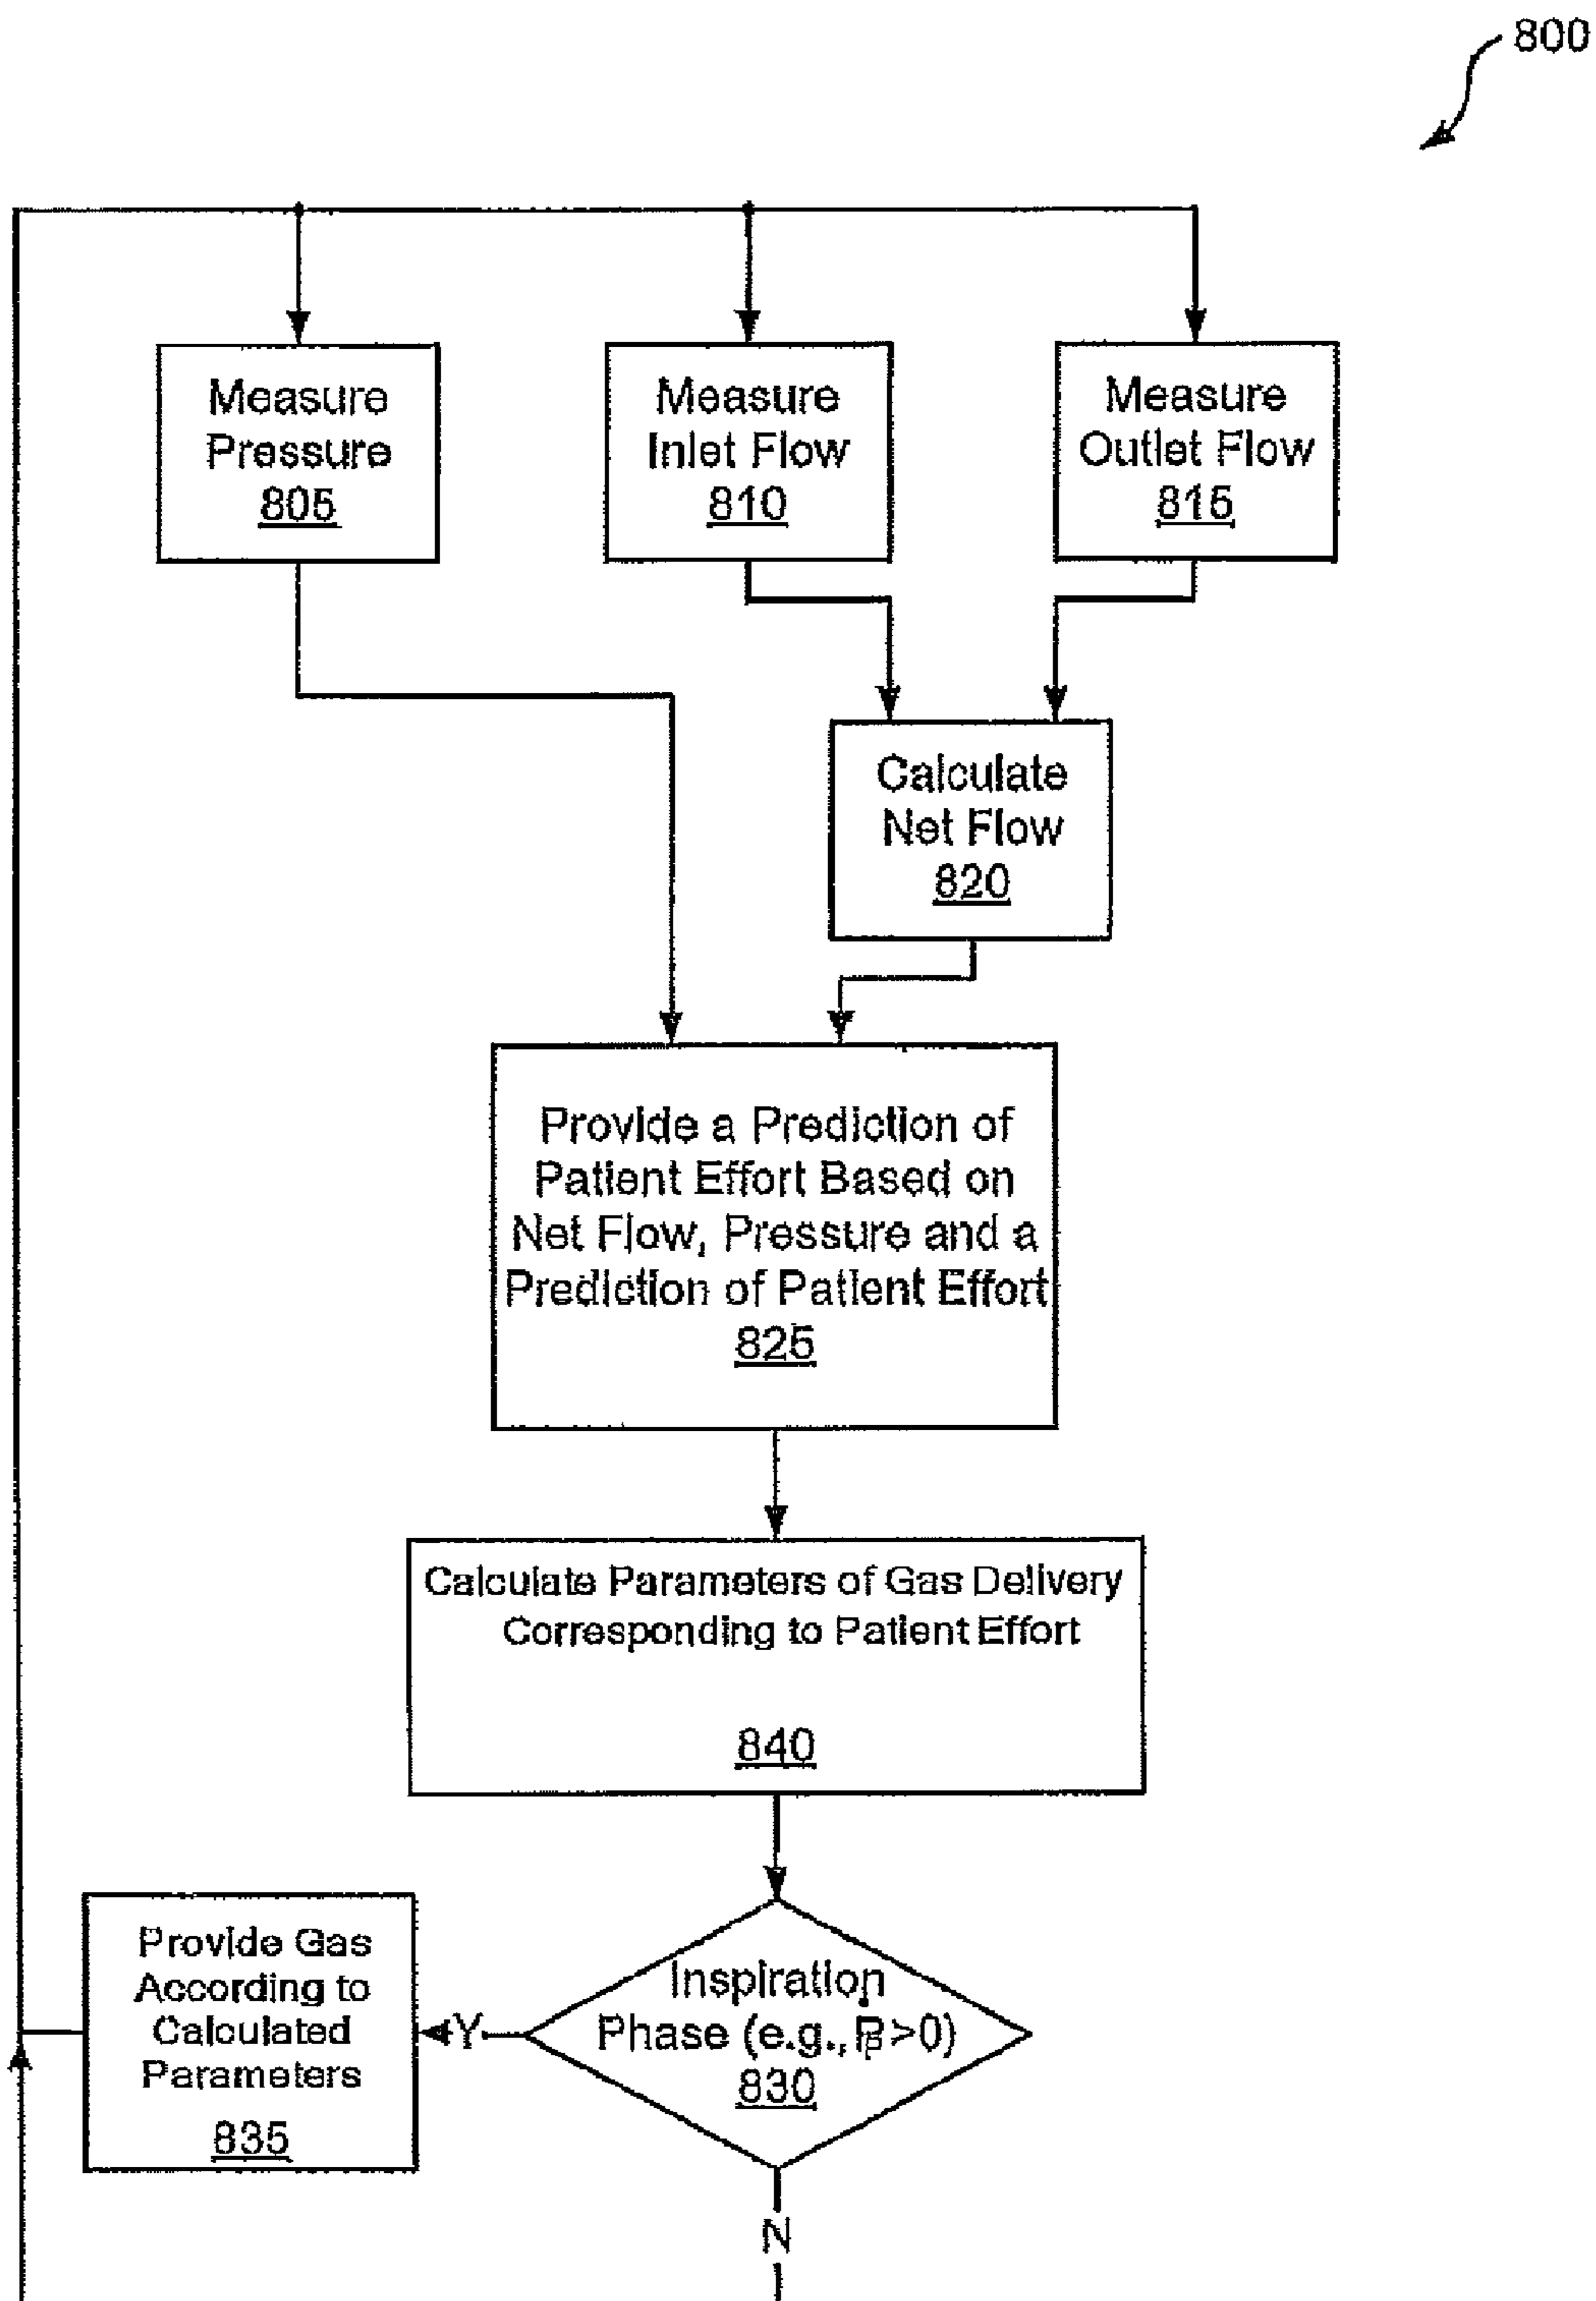 800
Measure
Pressure
805
Measure
Inlet Flow
810
Measure
Outlet Flow
815
Calculate
Net Flow
820
Provide a Prediction of
Patient Effort Based on
Net Flow, Pressure and a
Prediction of Patient Effort
825
Calculate Parameters of Gas Delivery
Corresponding to Patient Effort
840
Inspiration
Phase (e.g., Pp>0)
830
Y
Provide Gas
According to
Calculated
Parameters
835
N